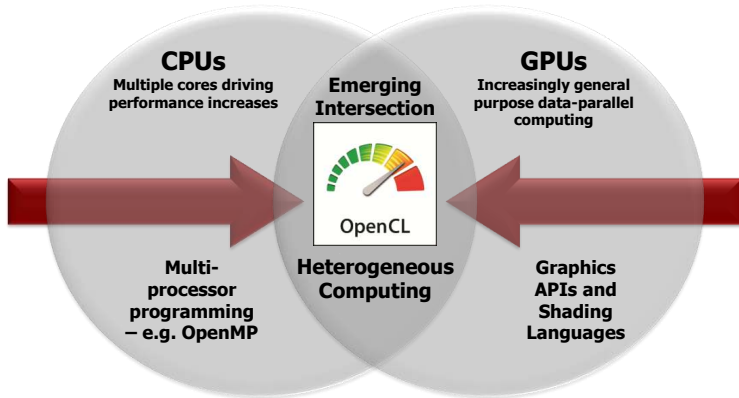 CPUs
Multiple cores driving
performance increases
Emerging
Intersection
GPUs
Increasingly general
purpose data-parallel
computing
OpenCL
Multi-
processor
programming
– e.g. OpenMP
Heterogeneous
Computing
Graphics
APIs and
Shading
Languages